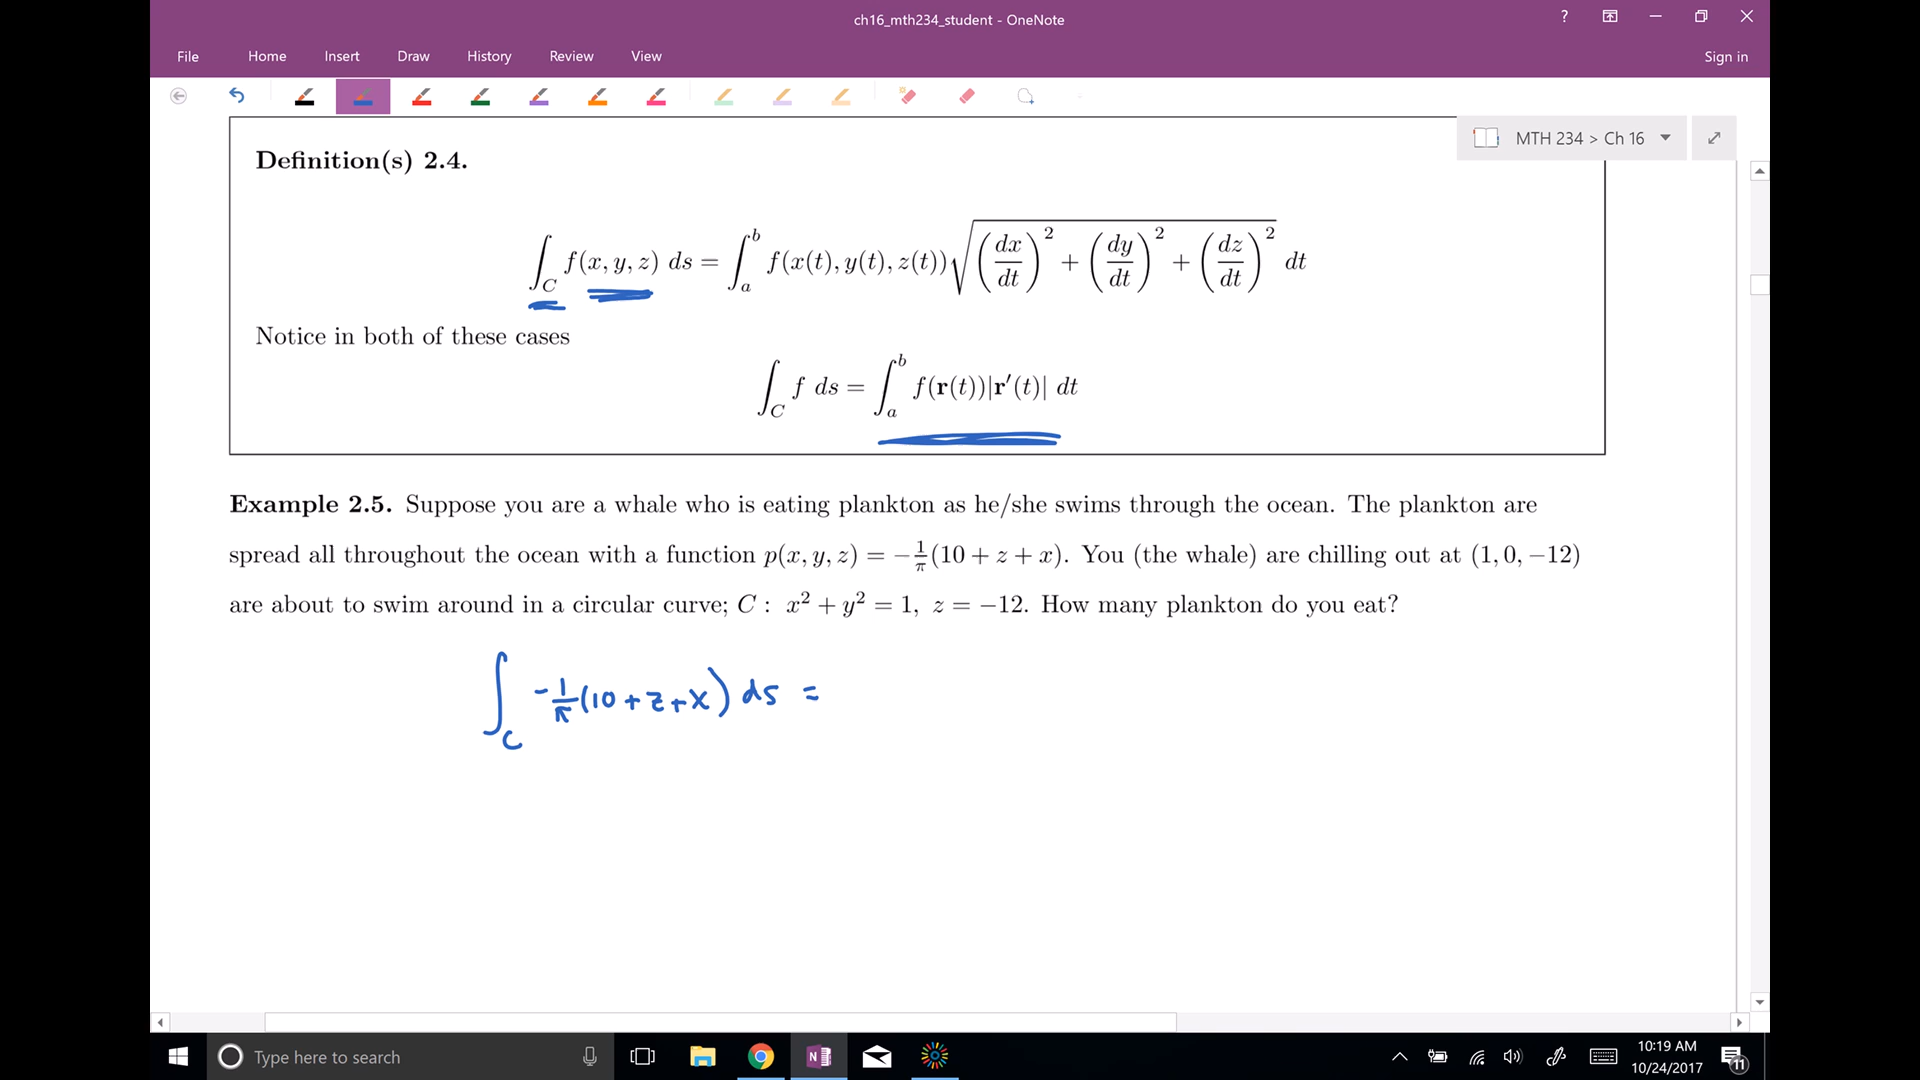 ch16_mth234_student - OneNote
?
File Home Insert Draw History Review View
Sign in
MTH 234 > Ch 16
Definition(s) 2.4.
∫_C f(x, y, z) ds = ∫_a^b f(x(t), y(t), z(t))√((dx/dt)^2 + (dy/dt)^2 + (dz/dt)^2) dt
Notice in both of these cases
∫_C f ds = ∫_a^b f(r(t))|r′(t)| dt
Example 2.5. Suppose you are a whale who is eating plankton as he/she swims through the ocean. The plankton are
spread all throughout the ocean with a function p(x, y, z) = −1/π(10 + z + x). You (the whale) are chilling out at (1, 0, −12)
are about to swim around in a circular curve; C : x² + y² = 1, z = −12. How many plankton do you eat?
∫_C -1/π(10+z+x) ds =
Type here to search
N
10:19 AM
10/24/2017
11